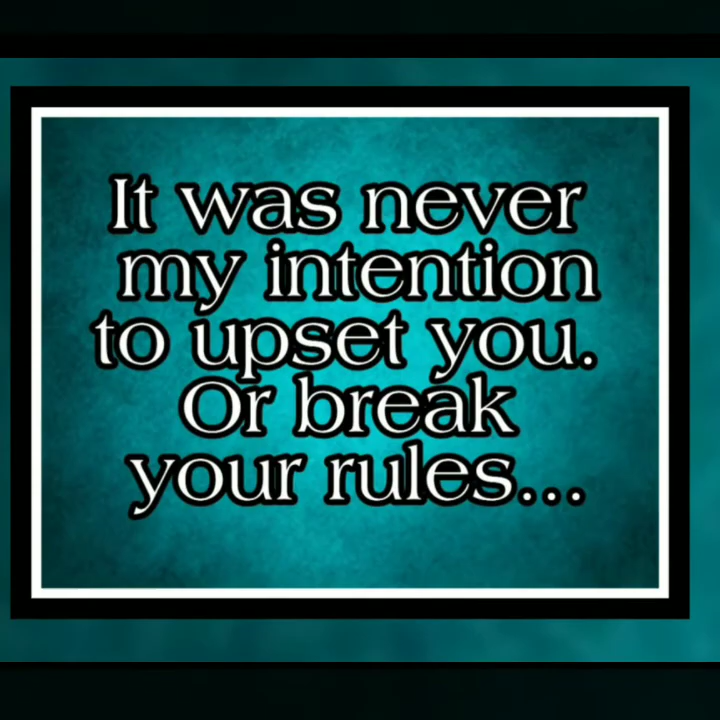 It was never
my intention
to upset you.
Or break
your rules...